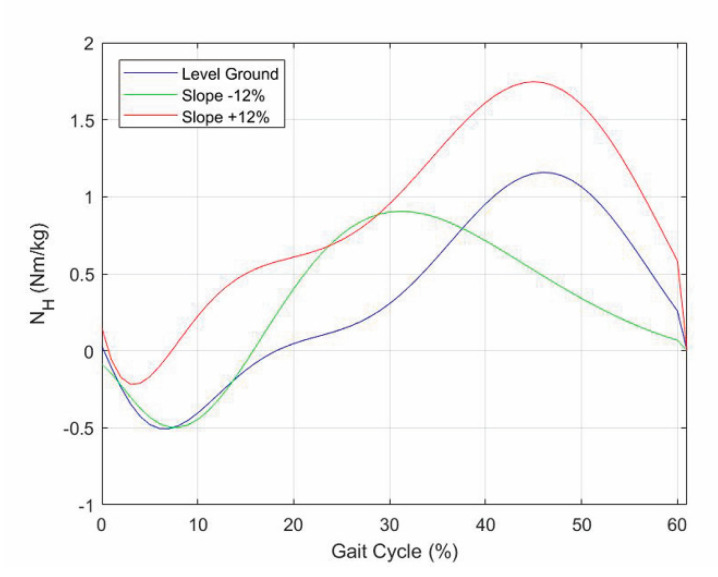 2
1.5
1
0.5
0
-0.5
-1
N_H (Nm/kg)
Level Ground
Slope -12%
Slope +12%
0 10 20 30 40 50 60
Gait Cycle (%)